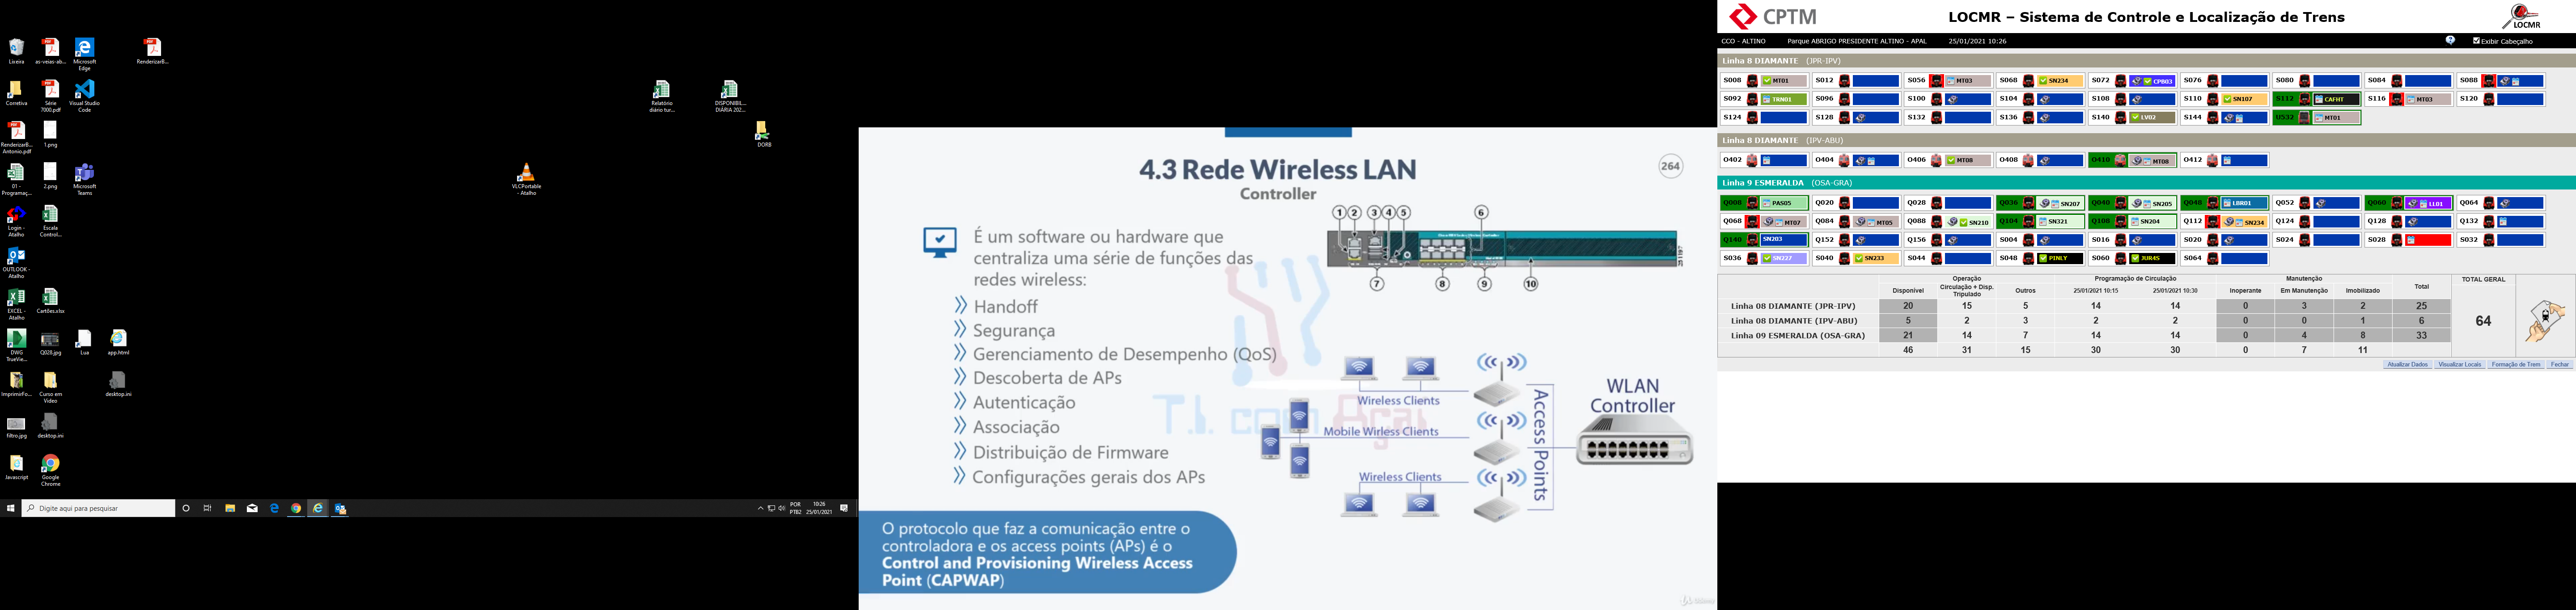 Lixeira
as-veias-ab...
Microsoft
Edge
RenderizarB...
Corretiva
Série
7000.pdf
Visual Studio
Code
RenderizarB...
Antonio.pdf
1.png
01 -
Programaç...
2.png
Microsoft
Teams
Login -
Atalho
Escala
Control...
OUTLOOK -
Atalho
EXCEL -
Atalho
Cartões.xlsx
DWG
TrueVie...
Q028.jpg
Lua
app.html
ImprimirFo...
Curso em
Video
desktop.ini
filtro.jpg
desktop.ini
Javascript
Google
Chrome
Relatório
diário tur...
DISPONIBIL...
DIÁRIA 202...
DORB
VLCPortable
- Atalho
Digite aqui para pesquisar
POR
PTB2
10:26
25/01/2021
4.3 Rede Wireless LAN
Controller
264
É um software ou hardware que
centraliza uma série de funções das
redes wireless:
Handoff
Segurança
Gerenciamento de Desempenho (QoS)
Descoberta de APs
Autenticação
Associação
Distribuição de Firmware
Configurações gerais dos APs
O protocolo que faz a comunicação entre o
controladora e os access points (APs) é o
Control and Provisioning Wireless Access
Point (CAPWAP)
1 2 3 4 5 6
7 8 9 10
T.I. com Açaí
Wireless Clients
Mobile Wirless Clients
Wireless Clients
Access Points
WLAN
Controller
CPTM
LOCMR – Sistema de Controle e Localização de Trens
LOCMR
CCO - ALTINO Parque ABRIGO PRESIDENTE ALTINO - APAL 25/01/2021 10:26 Exibir Cabeçalho
Linha 8 DIAMANTE (JPR-IPV)
S008 MT01 S012 S056 MT03 S068 SN234 S072 CPB03 S076 S080 S084 S088
S092 TRN01 S096 S100 S104 S108 S110 SN107 S112 CAFHT S116 MT03 S120
S124 S128 S132 S136 S140 LV02 S144 U532 MT01
Linha 8 DIAMANTE (IPV-ABU)
O402 O404 O406 MT08 O408 O410 MT08 O412
Linha 9 ESMERALDA (OSA-GRA)
Q008 PAS05 Q020 Q028 Q036 SN207 Q040 SN205 Q048 LBR01 Q052 Q060 LL01 Q064
Q068 MT07 Q084 MT05 Q088 SN210 Q104 SN321 Q108 SN204 Q112 SN234 Q124 Q128 Q132
Q140 SN203 Q152 Q156 S004 S016 S020 S024 S028 S032
S036 SN227 S040 SN233 S044 S048 PINLY S060 JUR4S S064
Operação Programação de Circulação Manutenção TOTAL GERAL
Disponível Circulação + Disp. Tripulado Outros 25/01/2021 10:15 25/01/2021 10:30 Inoperante Em Manutenção Imobilizado Total
Linha 08 DIAMANTE (JPR-IPV) 20 15 5 14 14 0 3 2 25
Linha 08 DIAMANTE (IPV-ABU) 5 2 3 2 2 0 0 1 6
Linha 09 ESMERALDA (OSA-GRA) 21 14 7 14 14 0 4 8 33
46 31 15 30 30 0 7 11
64
Atualizar Dados Visualizar Locais Formação de Trem Fechar